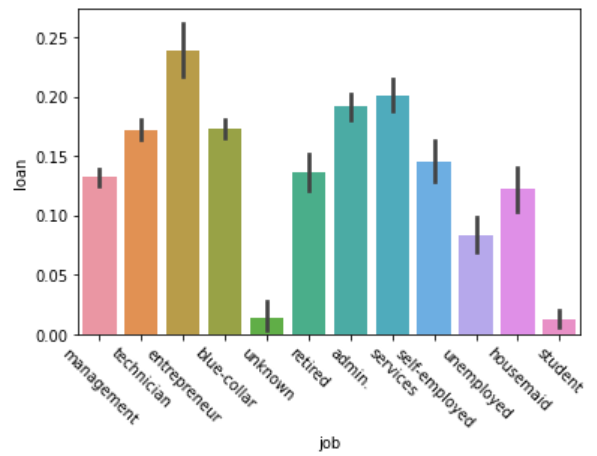 0.25
0.20
0.15
0.10
0.05
0.00
loan
management
technician
entrepreneur
blue-collar
unknown
retired
admin.
services
self-employed
unemployed
housemaid
student
job